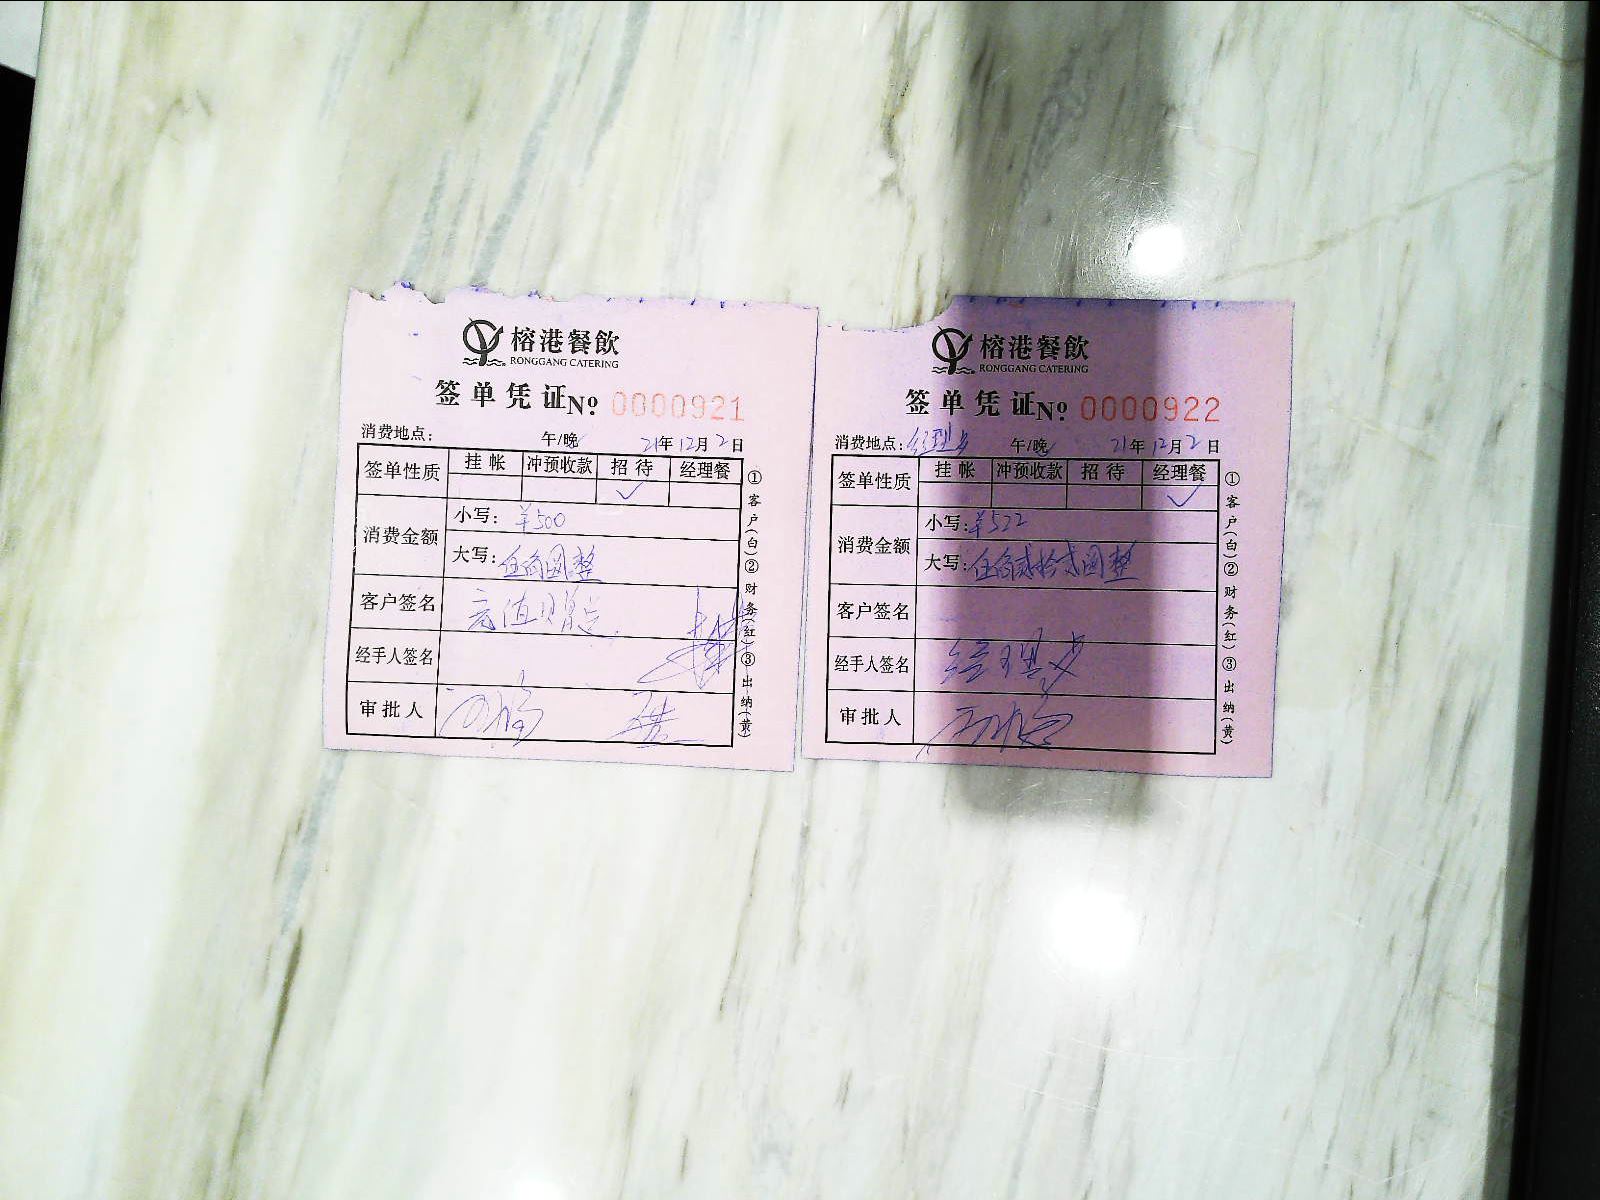 榕港餐飲
RONGGANG CATERING
签单凭证№ 0000921
消费地点: 午/晚 21年12月2日
签单性质 挂帐 冲预收款 招待 经理餐
✓
消费金额 小写: ¥500
大写: 伍佰圆整
客户签名
经手人签名
审批人
①客户(白)②财务(红)③出纳(黄)
榕港餐飲
RONGGANG CATERING
签单凭证№ 0000922
消费地点: 经理 午/晚 21年12月2日
签单性质 挂帐 冲预收款 招待 经理餐
✓
消费金额 小写: ¥522
大写: 伍佰贰拾贰圆整
客户签名
经手人签名 经理
审批人
①客户(白)②财务(红)③出纳(黄)